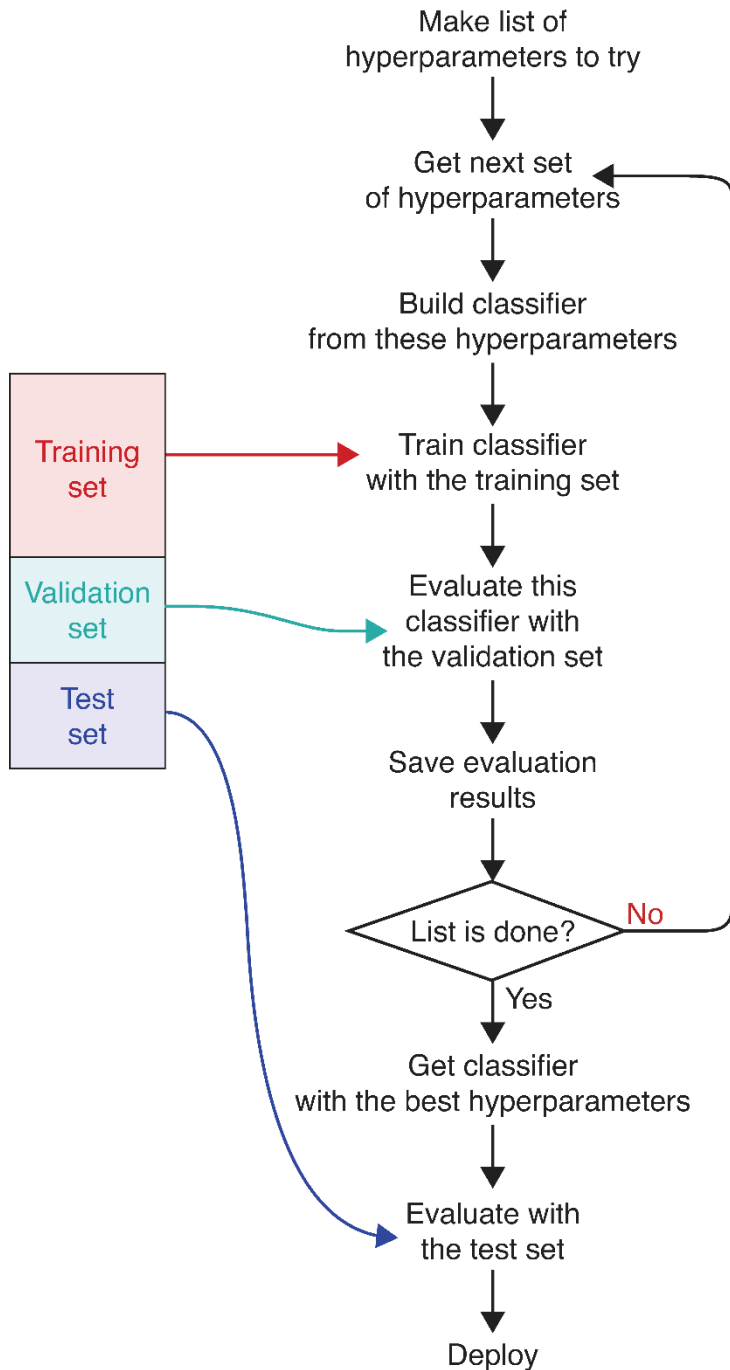 Make list of
hyperparameters to try
Get next set
of hyperparameters
Build classifier
from these hyperparameters
Training
set
Train classifier
with the training set
Validation
set
Evaluate this
classifier with
the validation set
Test
set
Save evaluation
results
List is done?
No
Yes
Get classifier
with the best hyperparameters
Evaluate with
the test set
Deploy